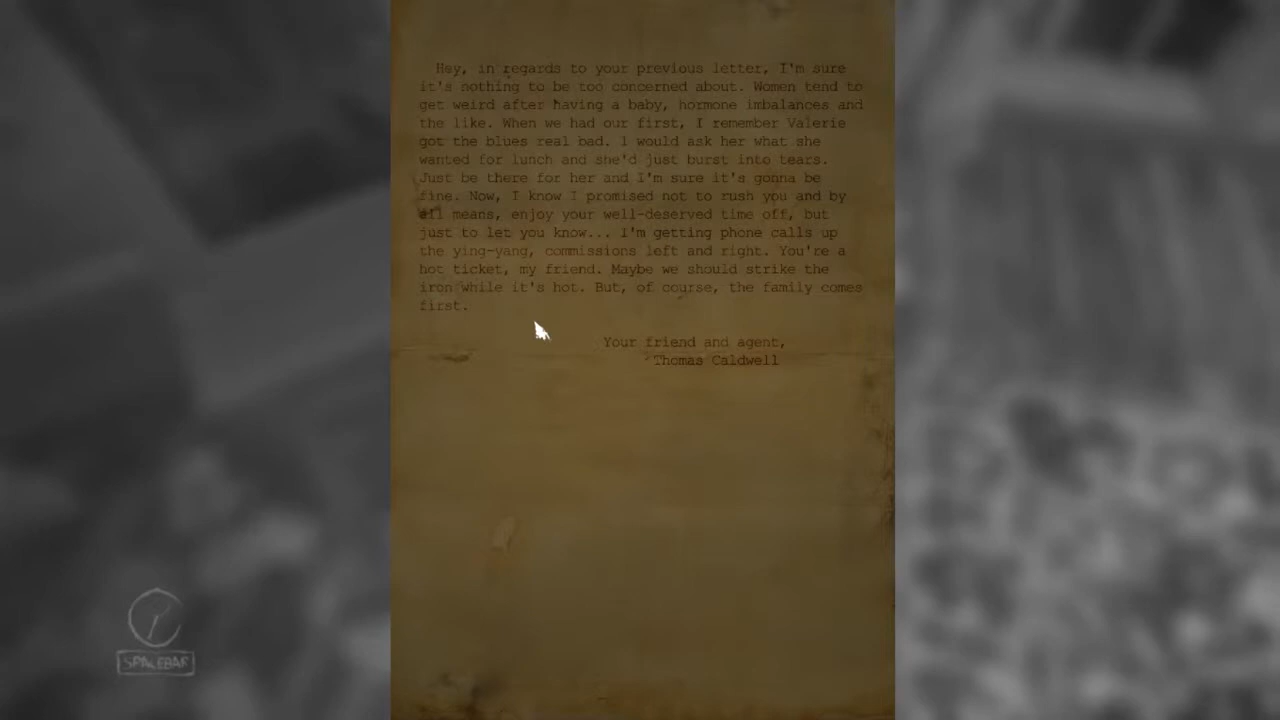 Hey, in regards to your previous letter, I'm sure
it's nothing to be too concerned about. Women tend to
get weird after having a baby, hormone imbalances and
the like. When we had our first, I remember Valerie
got the blues real bad. I would ask her what she
wanted for lunch and she'd just burst into tears.
Just be there for her and I'm sure it's gonna be
fine. Now, I know I promised not to rush you and by
all means, enjoy your well-deserved time off, but
just to let you know... I'm getting phone calls up
the ying-yang, commissions left and right. You're a
hot ticket, my friend. Maybe we should strike the
iron while it's hot. But, of course, the family comes
first.
Your friend and agent,
Thomas Caldwell
SPACEBAR